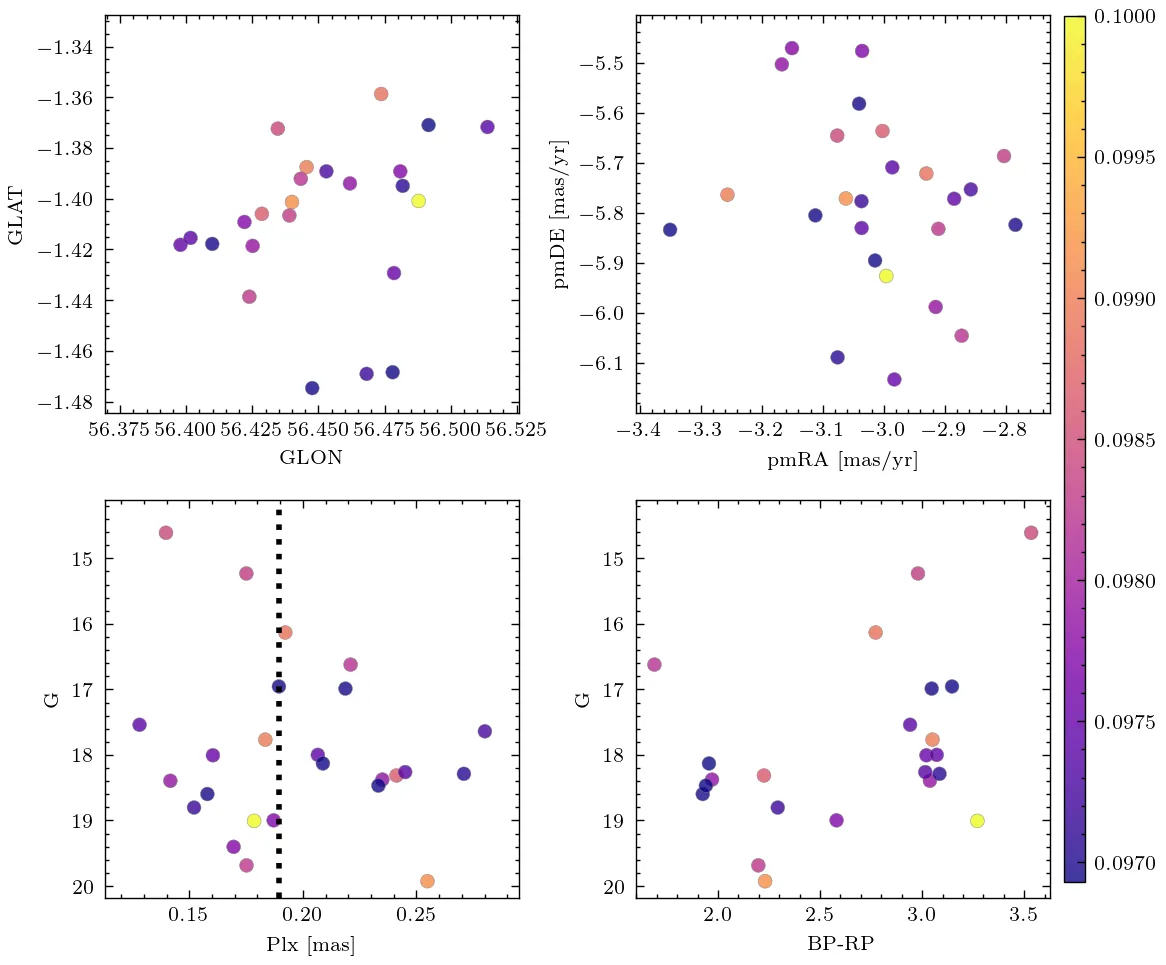 −1.34
−1.36
−1.38
−1.40
−1.42
−1.44
−1.46
−1.48
GLAT
56.375 56.400 56.425 56.450 56.475 56.500 56.525
GLON
−5.5
−5.6
−5.7
−5.8
−5.9
−6.0
−6.1
pmDE [mas/yr]
−3.4 −3.3 −3.2 −3.1 −3.0 −2.9 −2.8
pmRA [mas/yr]
0.1000
0.0995
0.0990
0.0985
0.0980
0.0975
0.0970
15
16
17
18
19
20
G
0.15 0.20 0.25
Plx [mas]
15
16
17
18
19
20
G
2.0 2.5 3.0 3.5
BP-RP